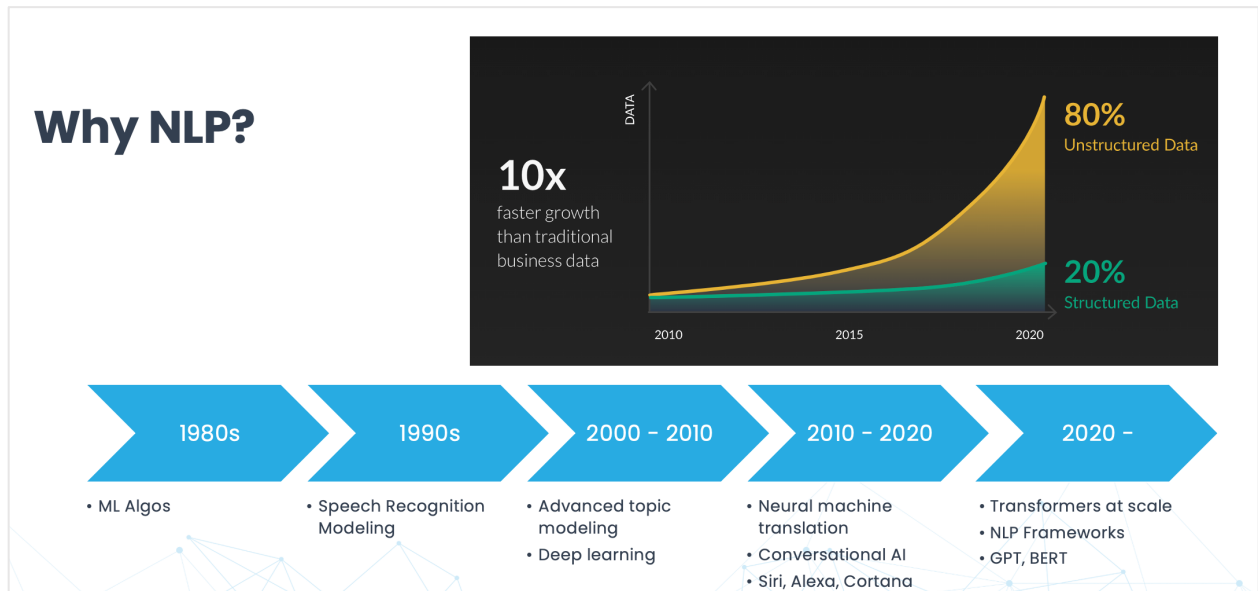 Why NLP?
10x
faster growth
than traditional
business data
DATA
80%
Unstructured Data
20%
Structured Data
2010
2015
2020
1980s
• ML Algos
1990s
• Speech Recognition
Modeling
2000 - 2010
• Advanced topic
modeling
• Deep learning
2010 - 2020
• Neural machine
translation
• Conversational AI
• Siri, Alexa, Cortana
2020 -
• Transformers at scale
• NLP Frameworks
• GPT, BERT